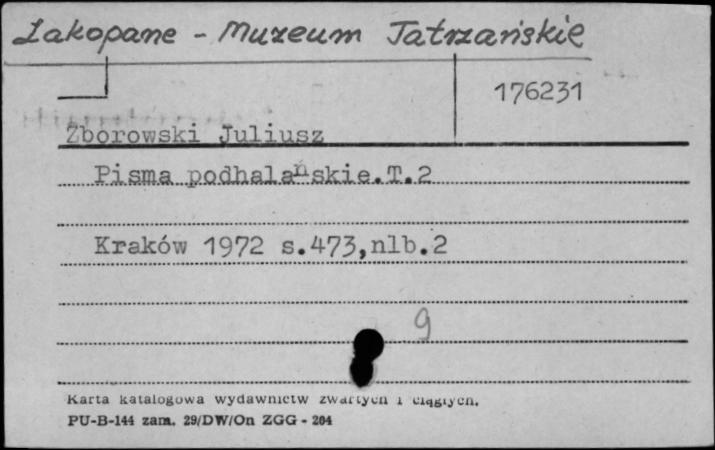 Zakopane - Muzeum Tatrzańskie
176231
Zborowski Juliusz
Pisma podhalańskie.T.2
Kraków 1972 s.473,nlb.2
9
Karta katalogowa wydawnictw zwartych i ciągłych.
PU-B-144 zam. 29/DW/On ZGG - 204